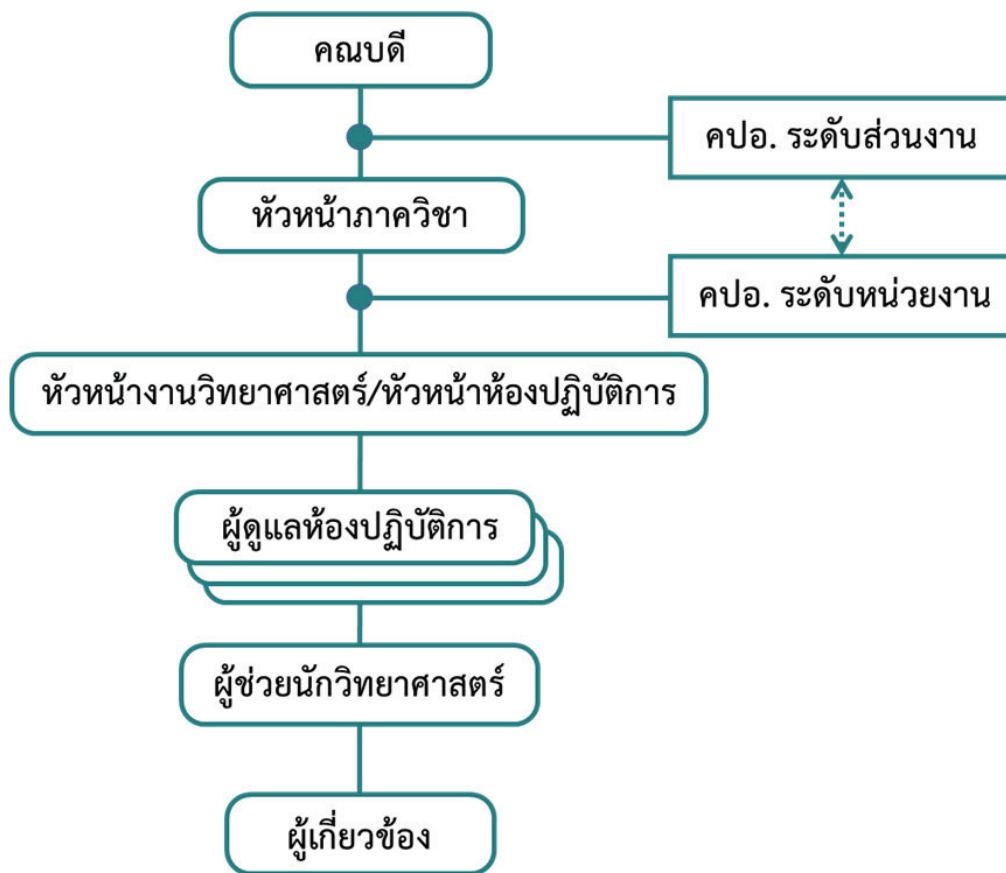 คณบดี
คปอ. ระดับส่วนงาน
หัวหน้าภาควิชา
คปอ. ระดับหน่วยงาน
หัวหน้างานวิทยาศาสตร์/หัวหน้าห้องปฏิบัติการ
ผู้ดูแลห้องปฏิบัติการ
ผู้ช่วยนักวิทยาศาสตร์
ผู้เกี่ยวข้อง